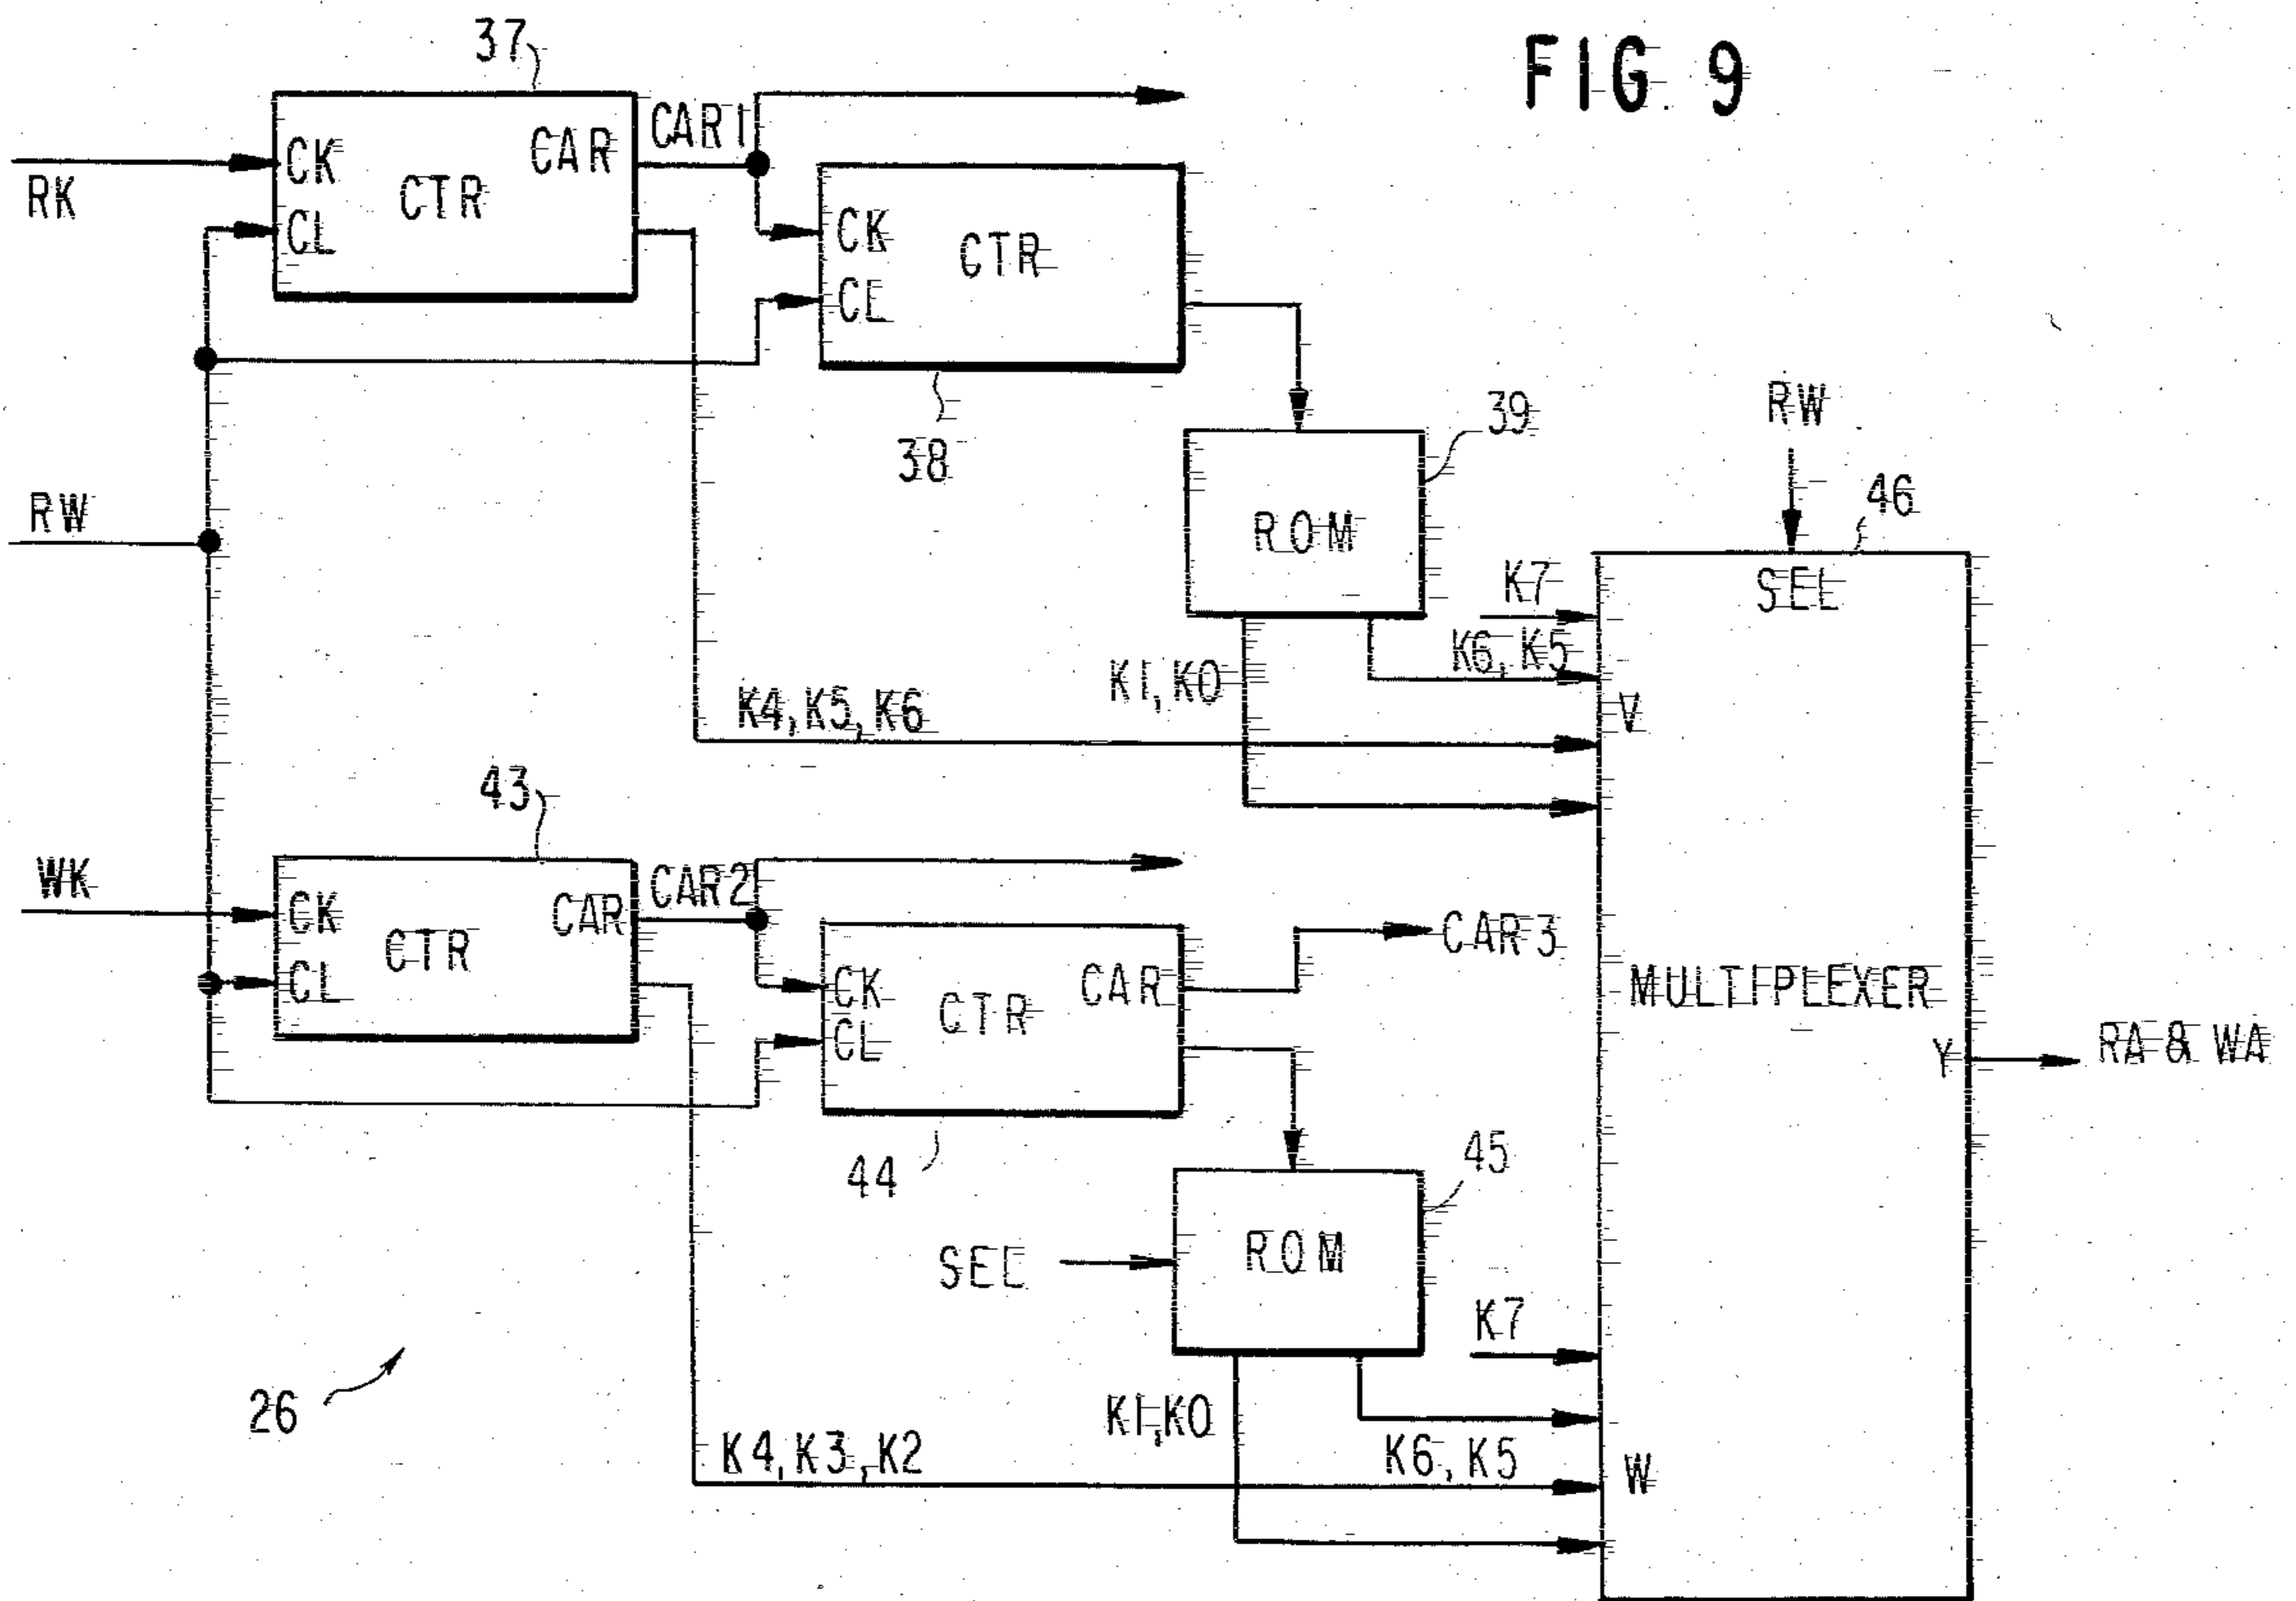 FIG. 9
37
CK
CAR
CAR1
RK
CTR
CL
CK
CTR
CL
38
39
RW
RW
46
ROM
SEL
K7
K6, K5
K1, K0
V
K4, K5, K6
43
WK
CK
CAR
CAR2
CTR
CL
CK
CAR
CAR 3
CTR
CL
MULTIPLEXER
Y
RA & WA
44
45
SEL
ROM
K7
26
K1, K0
K4, K3, K2
K6, K5
W